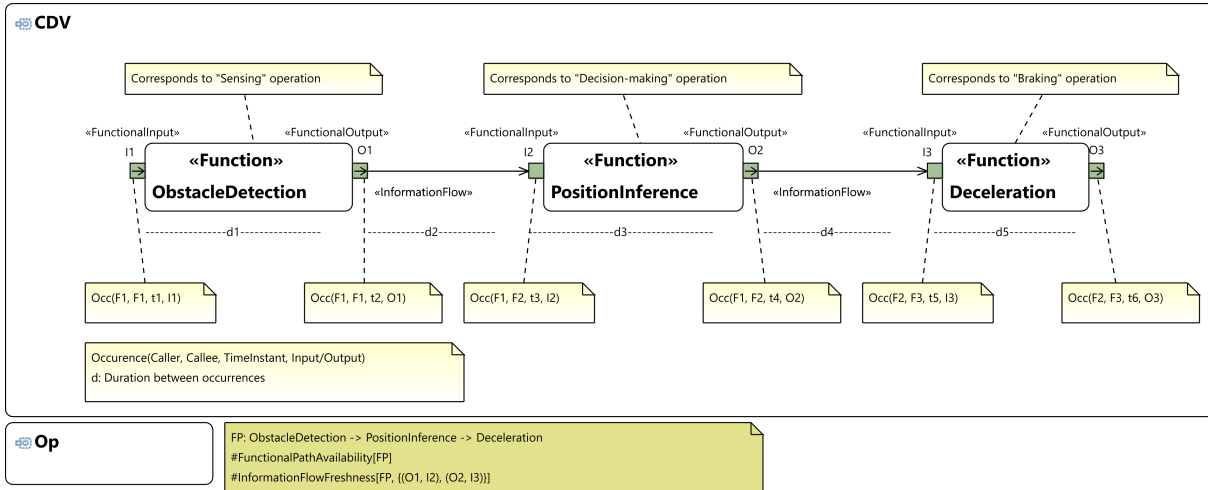 CDV
Corresponds to "Sensing" operation
Corresponds to "Decision-making" operation
Corresponds to "Braking" operation
«FunctionalInput»
«FunctionalOutput»
«FunctionalInput»
«FunctionalOutput»
«FunctionalInput»
«FunctionalOutput»
I1
O1
I2
O2
I3
O3
«Function»
ObstacleDetection
«InformationFlow»
«Function»
PositionInference
«InformationFlow»
«Function»
Deceleration
d1
d2
d3
d4
d5
Occ(F1, F1, t1, I1)
Occ(F1, F1, t2, O1)
Occ(F1, F2, t3, I2)
Occ(F1, F2, t4, O2)
Occ(F2, F3, t5, I3)
Occ(F2, F3, t6, O3)
Occurence(Caller, Callee, TimeInstant, Input/Output)
d: Duration between occurrences
Op
FP: ObstacleDetection -> PositionInference -> Deceleration
#FunctionalPathAvailability[FP]
#InformationFlowFreshness[FP, {(O1, I2), (O2, I3)}]